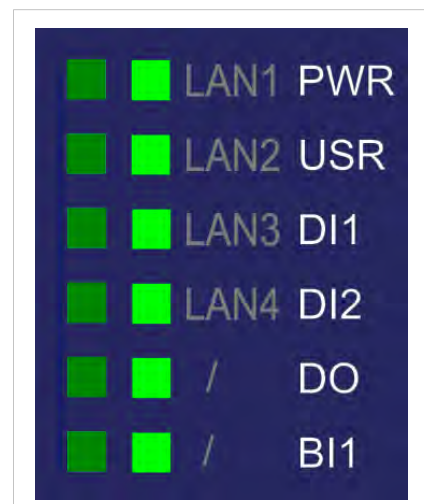 LAN1 PWR
LAN2 USR
LAN3 DI1
LAN4 DI2
/ DO
/ BI1